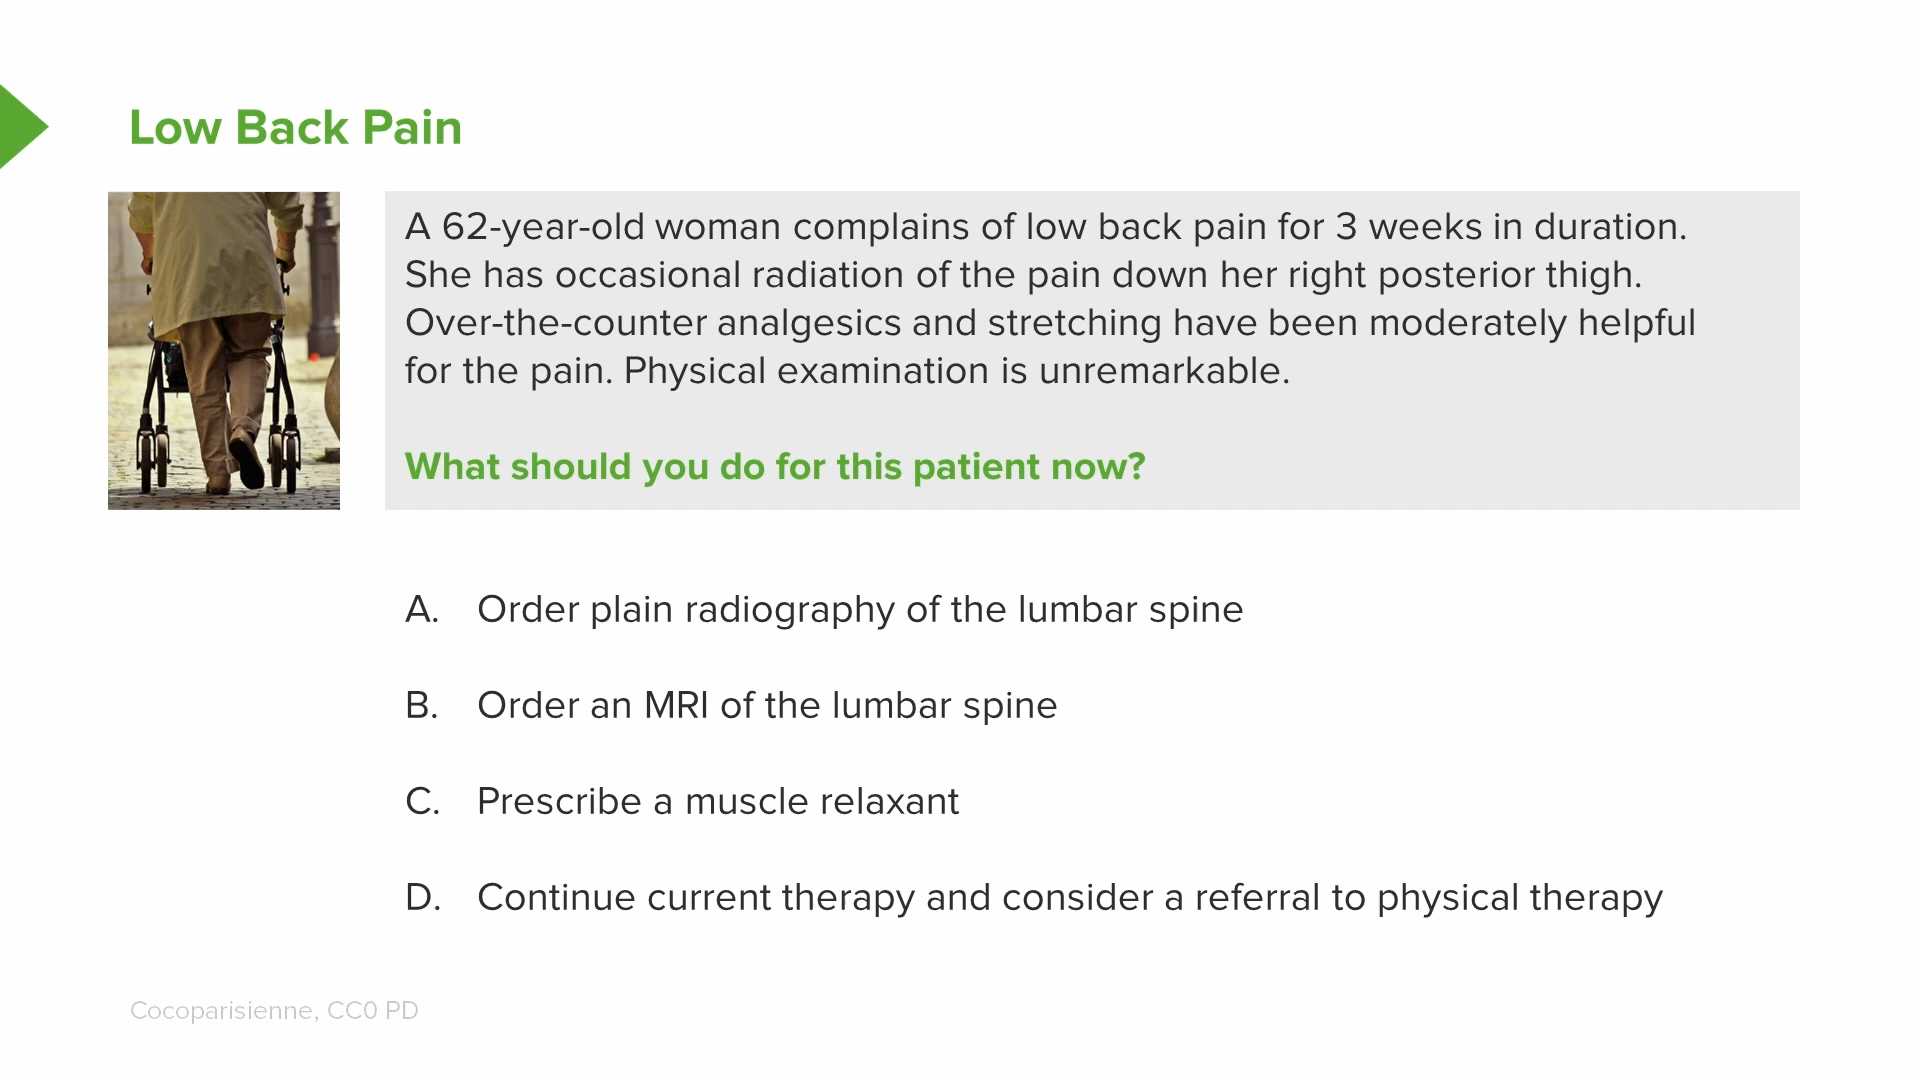 Low Back Pain
A 62-year-old woman complains of low back pain for 3 weeks in duration.
She has occasional radiation of the pain down her right posterior thigh.
Over-the-counter analgesics and stretching have been moderately helpful
for the pain. Physical examination is unremarkable.
What should you do for this patient now?
A. Order plain radiography of the lumbar spine
B. Order an MRI of the lumbar spine
C. Prescribe a muscle relaxant
D. Continue current therapy and consider a referral to physical therapy
Cocoparisienne, CC0 PD